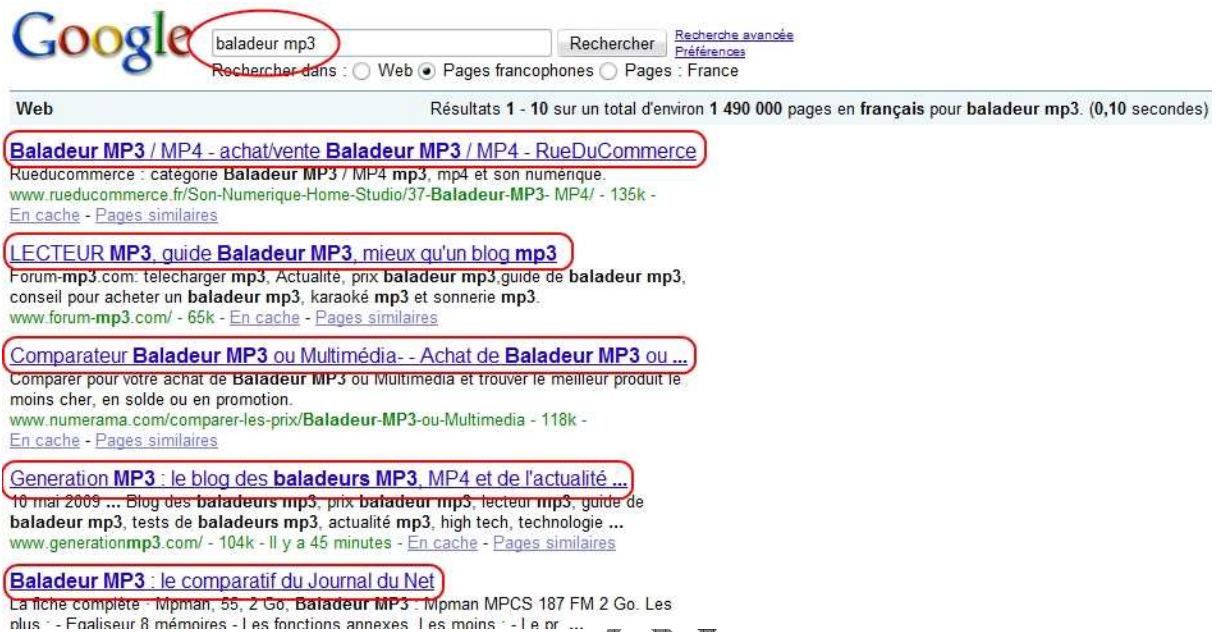 Google
baladeur mp3 Rechercher Recherche avancée
Préférences
Rechercher dans : Web Pages francophones Pages : France
Web Résultats 1 - 10 sur un total d'environ 1 490 000 pages en français pour baladeur mp3. (0,10 secondes)
Baladeur MP3 / MP4 - achat/vente Baladeur MP3 / MP4 - RueDuCommerce
Rueducommerce : catégorie Baladeur MP3 / MP4 mp3, mp4 et son numérique.
www.rueducommerce.fr/Son-Numerique-Home-Studio/37-Baladeur-MP3- MP4/ - 135k -
En cache - Pages similaires
LECTEUR MP3, guide Baladeur MP3, mieux qu'un blog mp3
Forum-mp3.com: telecharger mp3, Actualité, prix baladeur mp3,guide de baladeur mp3,
conseil pour acheter un baladeur mp3, karaoké mp3 et sonnerie mp3.
www.forum-mp3.com/ - 65k - En cache - Pages similaires
Comparateur Baladeur MP3 ou Multimédia- - Achat de Baladeur MP3 ou ...
Comparer pour votre achat de Baladeur MP3 ou Multimedia et trouver le meilleur produit le
moins cher, en solde ou en promotion.
www.numerama.com/comparer-les-prix/Baladeur-MP3-ou-Multimedia - 118k -
En cache - Pages similaires
Generation MP3 : le blog des baladeurs MP3, MP4 et de l'actualité ...
10 mai 2009 ... Blog des baladeurs mp3, prix baladeur mp3, lecteur mp3, guide de
baladeur mp3, tests de baladeurs mp3, actualité mp3, high tech, technologie ...
www.generationmp3.com/ - 104k - Il y a 45 minutes - En cache - Pages similaires
Baladeur MP3 : le comparatif du Journal du Net
La fiche complète · Mpman, 55, 2 Go, Baladeur MP3 : Mpman MPCS 187 FM 2 Go. Les
plus : - Egaliseur 8 mémoires - Les fonctions annexes. Les moins : - Le pr ...